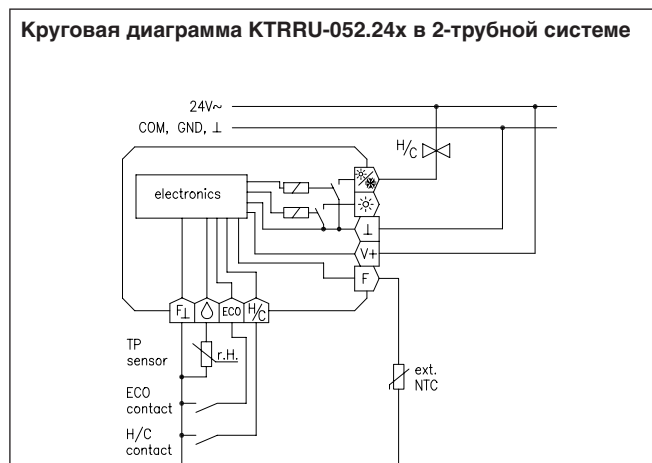 Круговая диаграмма KTRRU-052.24x в 2-трубной системе
24V~
COM, GND, ⊥
H/C
electronics
⊥
V+
F
F⊥
ECO
H/C
TP
sensor
r.H.
ECO
contact
H/C
contact
ext.
NTC